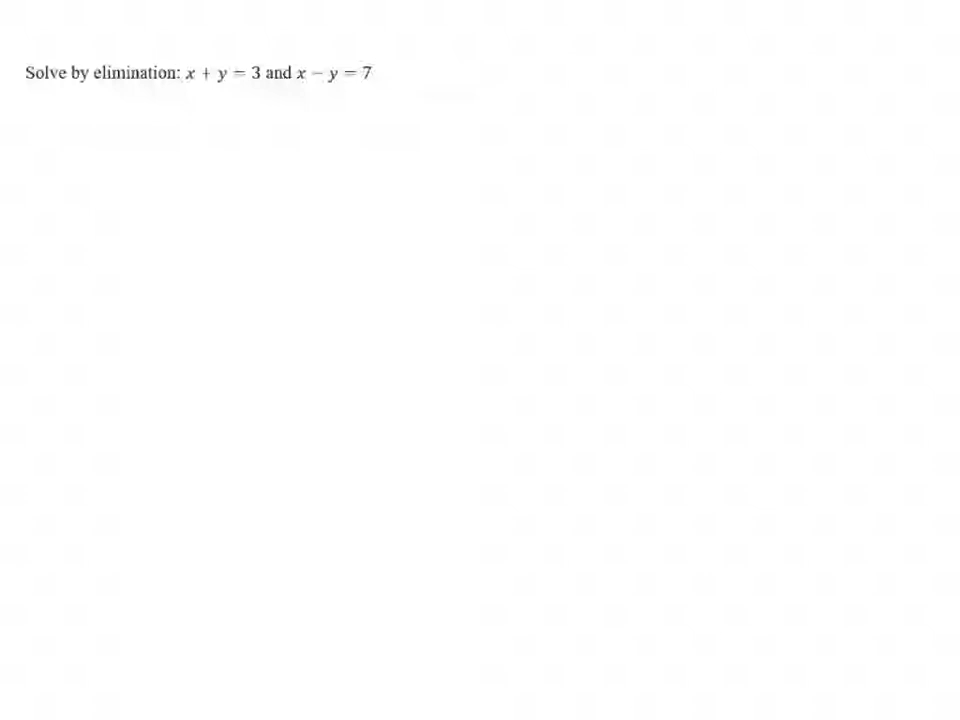 Solve by elimination: x + y = 3 and x − y = 7